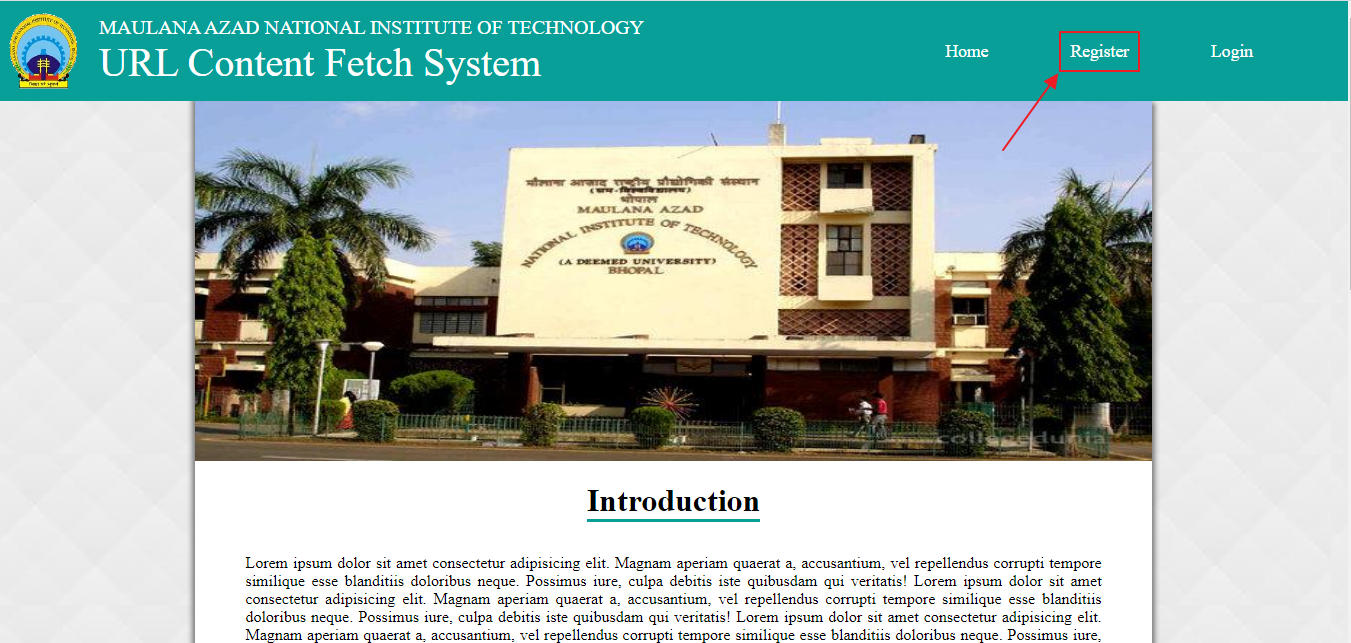 MAULANA AZAD NATIONAL INSTITUTE OF TECHNOLOGY
URL Content Fetch System
Home
Register
Login
मौलाना आज़ाद राष्ट्रीय प्रौद्योगिकी संस्थान
(सम-विश्वविद्यालय)
भोपाल
MAULANA AZAD
NATIONAL INSTITUTE OF TECHNOLOGY
(A DEEMED UNIVERSITY)
BHOPAL
collegedunia
Introduction
Lorem ipsum dolor sit amet consectetur adipisicing elit. Magnam aperiam quaerat a, accusantium, vel repellendus corrupti tempore
similique esse blanditiis doloribus neque. Possimus iure, culpa debitis iste quibusdam qui veritatis! Lorem ipsum dolor sit amet
consectetur adipisicing elit. Magnam aperiam quaerat a, accusantium, vel repellendus corrupti tempore similique esse blanditiis
doloribus neque. Possimus iure, culpa debitis iste quibusdam qui veritatis! Lorem ipsum dolor sit amet consectetur adipisicing elit.
Magnam aperiam quaerat a, accusantium, vel repellendus corrupti tempore similique esse blanditiis doloribus neque. Possimus iure,